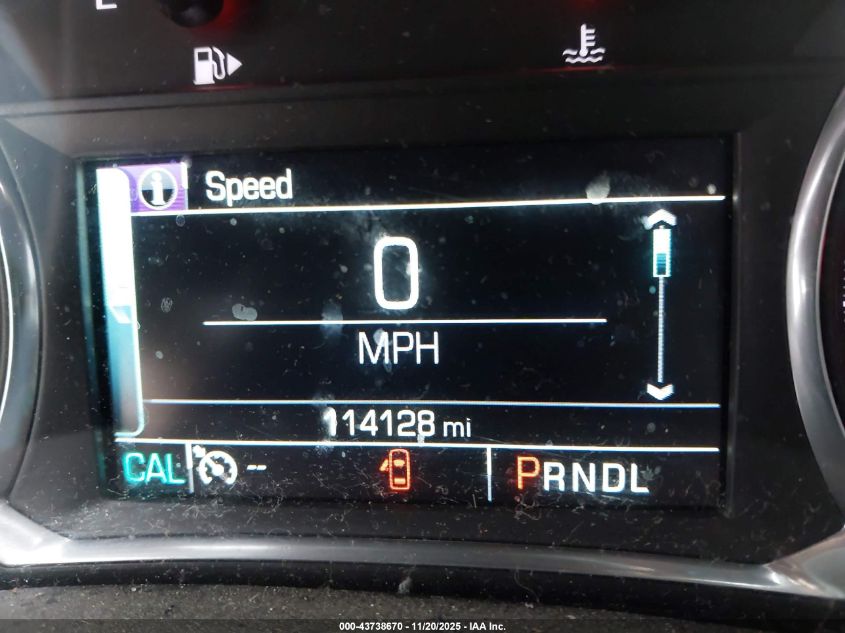 E
Speed
0
MPH
114128 mi
CAL -- PRNDL
000-43738670 - 11/20/2025 - IAA Inc.